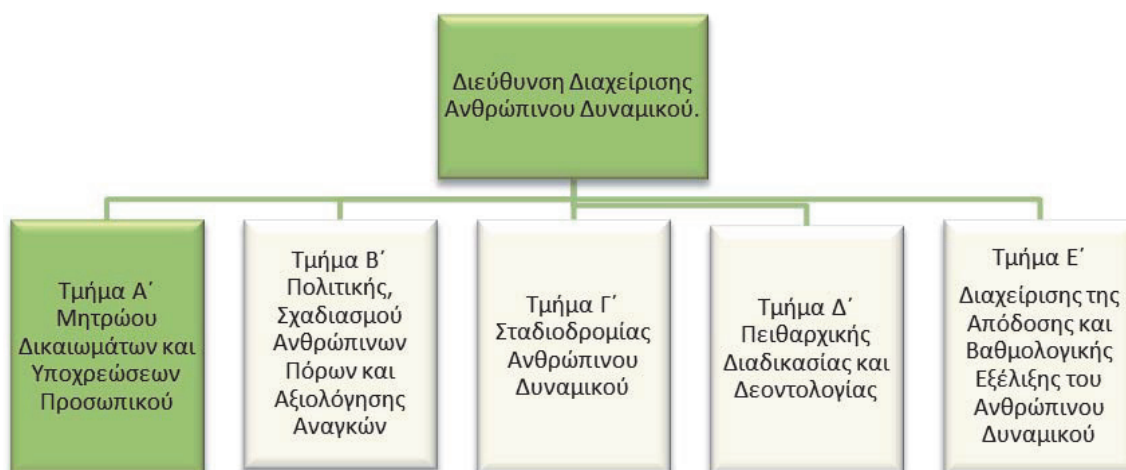 Διεύθυνση Διαχείρισης
Ανθρώπινου Δυναμικού.
Τμήμα Α΄
Μητρώου
Δικαιωμάτων και
Υποχρεώσεων
Προσωπικού
Τμήμα Β΄
Πολιτικής,
Σχαδιασμού
Ανθρώπινων
Πόρων και
Αξιολόγησης
Αναγκών
Τμήμα Γ΄
Σταδιοδρομίας
Ανθρώπινου
Δυναμικού
Τμήμα Δ΄
Πειθαρχικής
Διαδικασίας και
Δεοντολογίας
Τμήμα Ε΄
Διαχείρισης της
Απόδοσης και
Βαθμολογικής
Εξέλιξης του
Ανθρώπινου
Δυναμικού